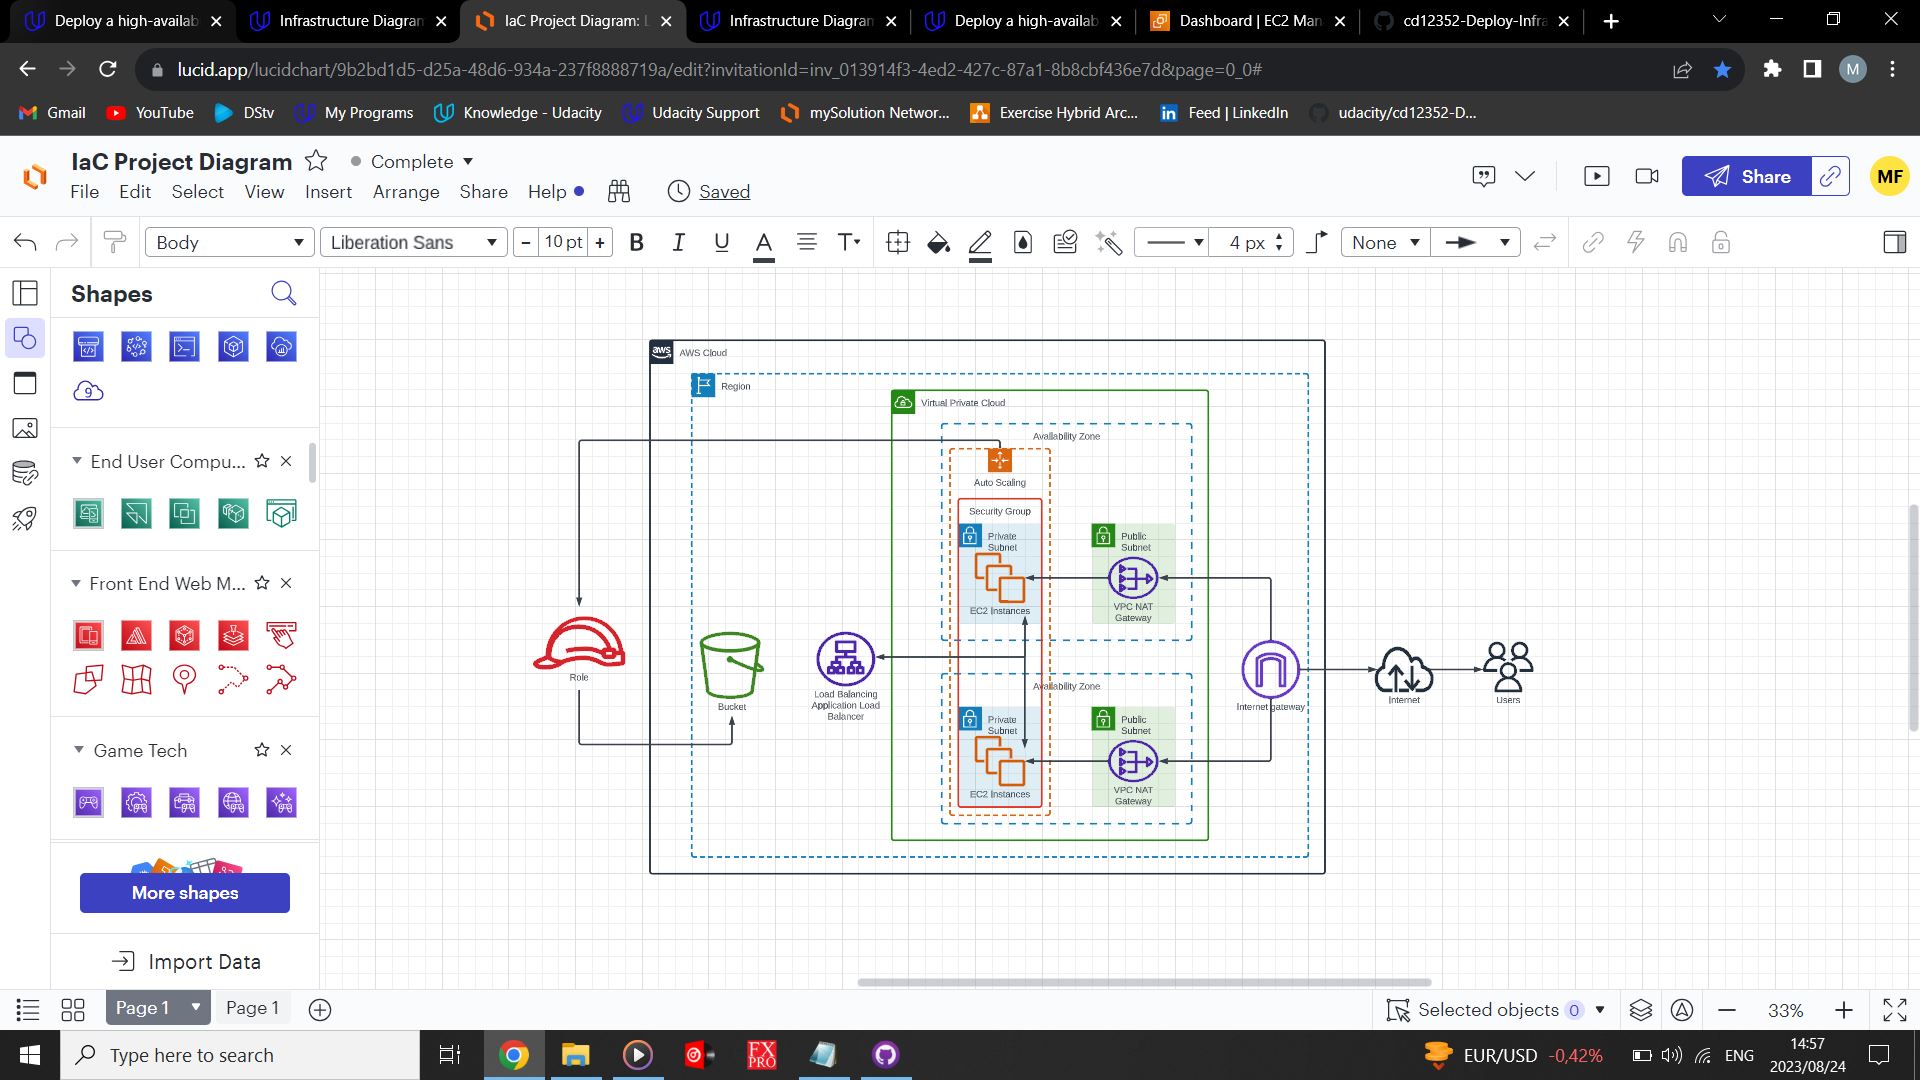 Deploy a high-availab
Infrastructure Diagram
IaC Project Diagram: L
Infrastructure Diagram
Deploy a high-availab
Dashboard | EC2 Man
cd12352-Deploy-Infra
lucid.app/lucidchart/9b2bd1d5-d25a-48d6-934a-237f8888719a/edit?invitationId=inv_013914f3-4ed2-427c-87a1-8b8cbf436e7d&page=0_0#
M
Gmail
YouTube
DStv
My Programs
Knowledge - Udacity
Udacity Support
mySolution Networ...
Exercise Hybrid Arc...
Feed | LinkedIn
udacity/cd12352-D...
IaC Project Diagram
Complete
File Edit Select View Insert Arrange Share Help
Saved
Share
MF
Body
Liberation Sans
- 10 pt +
B I U A T
4 px
None
Shapes
9
End User Compu...
Front End Web M...
Game Tech
More shapes
Import Data
aws
AWS Cloud
Region
Virtual Private Cloud
Availability Zone
Auto Scaling
Security Group
Private
Subnet
EC2 Instances
Public
Subnet
VPC NAT
Gateway
Role
Bucket
Load Balancing
Application Load
Balancer
Availability Zone
Private
Subnet
EC2 Instances
Public
Subnet
VPC NAT
Gateway
Internet gateway
Internet
Users
Page 1
Page 1
Selected objects 0
33%
Type here to search
FX
PRO
EUR/USD -0,42%
ENG
14:57
2023/08/24